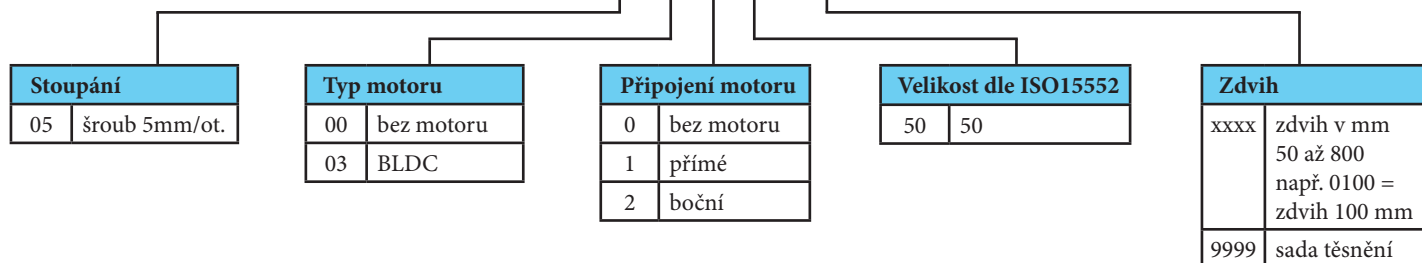 Stoupání
05 šroub 5mm/ot.
Typ motoru
00 bez motoru
03 BLDC
Připojení motoru
0 bez motoru
1 přímé
2 boční
Velikost dle ISO15552
50 50
Zdvih
xxxx zdvih v mm
50 až 800
např. 0100 =
zdvih 100 mm
9999 sada těsnění